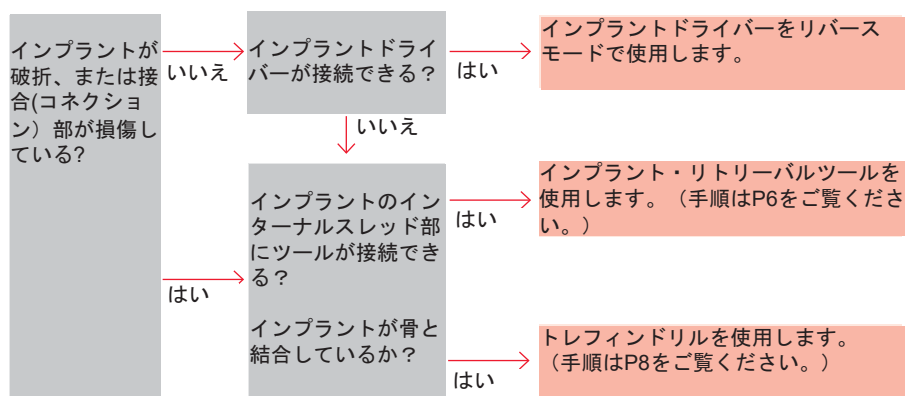 インプラントが
破折、または接
合(コネクショ
ン）部が損傷し
ている?
いいえ
インプラントドライ
バーが接続できる？
はい
インプラントドライバーをリバース
モードで使用します。
いいえ
はい
インプラントのイン
ターナルスレッド部
にツールが接続でき
る？
はい
インプラント・リトリーバルツールを
使用します。（手順はP6をご覧くださ
い。）
インプラントが骨と
結合しているか？
はい
トレフィンドリルを使用します。
（手順はP8をご覧ください。）